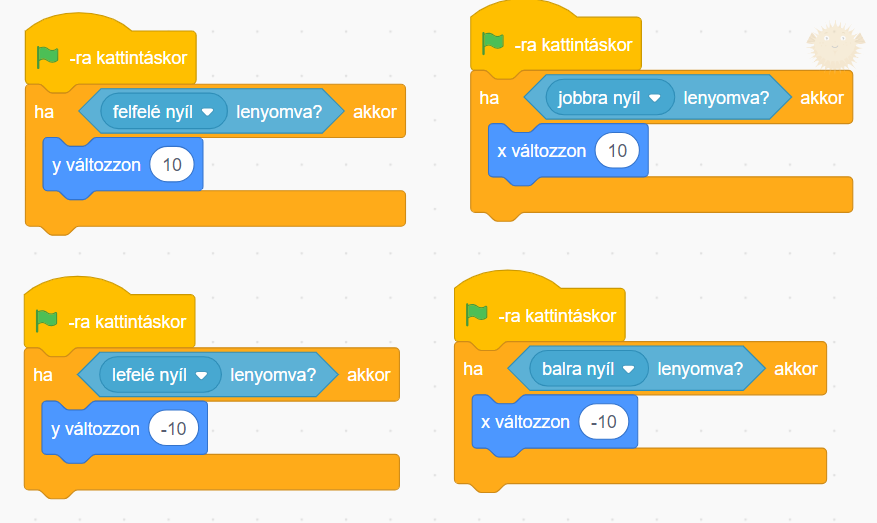 -ra kattintáskor
ha felfelé nyíl lenyomva? akkor
y változzon 10
-ra kattintáskor
ha jobbra nyíl lenyomva? akkor
x változzon 10
-ra kattintáskor
ha lefelé nyíl lenyomva? akkor
y változzon -10
-ra kattintáskor
ha balra nyíl lenyomva? akkor
x változzon -10